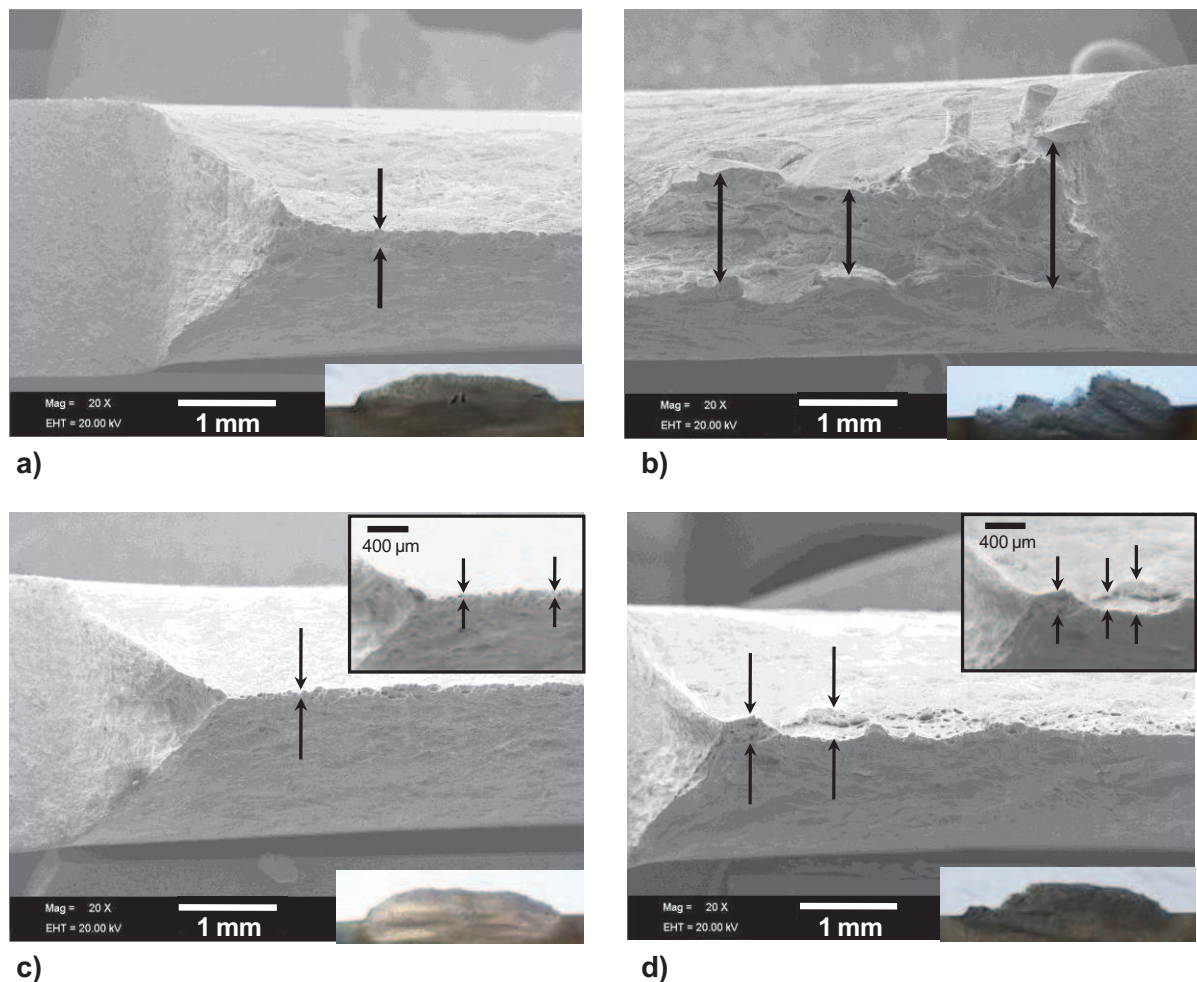 Mag = 20 X
EHT = 20.00 kV
1 mm
a)
Mag = 20 X
EHT = 20.00 kV
1 mm
b)
400 µm
Mag = 20 X
EHT = 20.00 kV
1 mm
c)
400 µm
Mag = 20 X
EHT = 20.00 kV
1 mm
d)